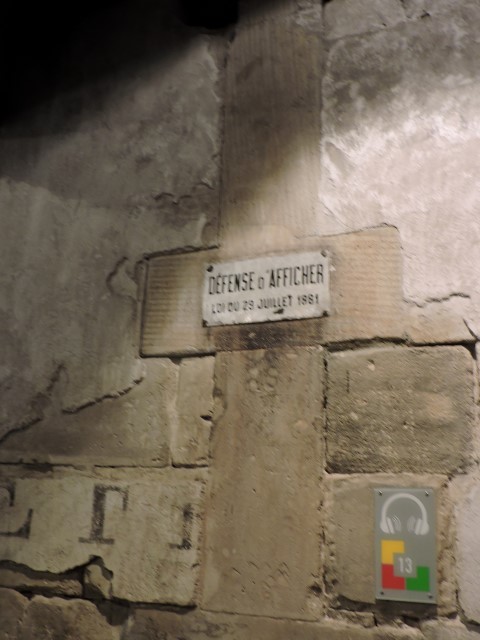 DÉFENSE D'AFFICHER
LOI DU 29 JUILLET 1881
13